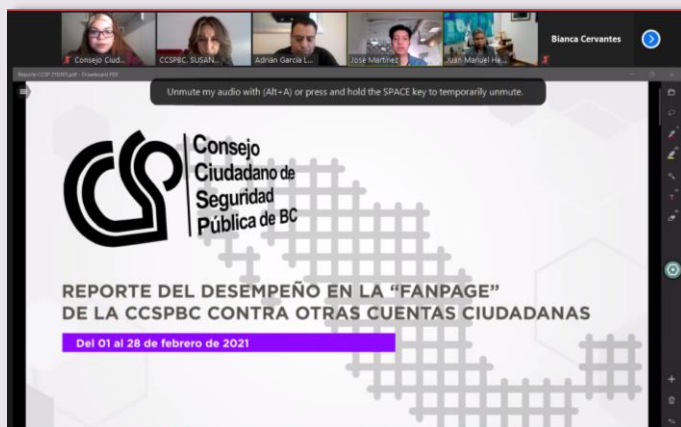 Consejo Ciud...
CCSPBC. SUSAN...
Adrián García L...
José Martínez
Juan Manuel He...
Bianca Cervantes
Unmute my audio with (Alt+A) or press and hold the SPACE key to temporarily unmute.
Consejo
Ciudadano de
Seguridad
Pública de BC
REPORTE DEL DESEMPEÑO EN LA “FANPAGE”
DE LA CCSPBC CONTRA OTRAS CUENTAS CIUDADANAS
Del 01 al 28 de febrero de 2021